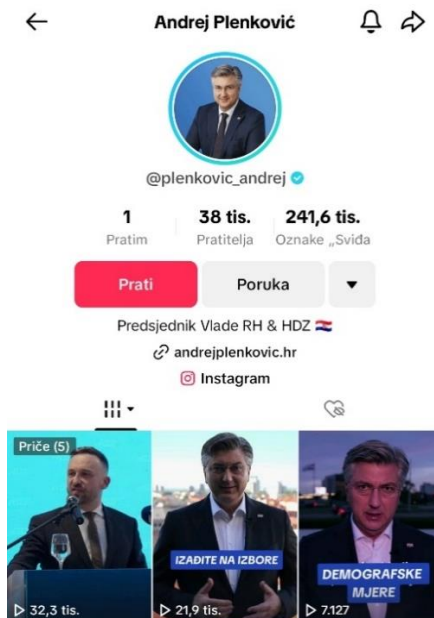 Andrej Plenković
@plenkovic_andrej
1 38 tis. 241,6 tis.
Pratim Pratitelja Oznake „Sviđa
Prati Poruka
Predsjednik Vlade RH & HDZ
andrejplenkovic.hr
Instagram
Priče (5)
IZAĐITE NA IZBORE
DEMOGRAFSKE
MJERE
32,3 tis. 21,9 tis. 7.127